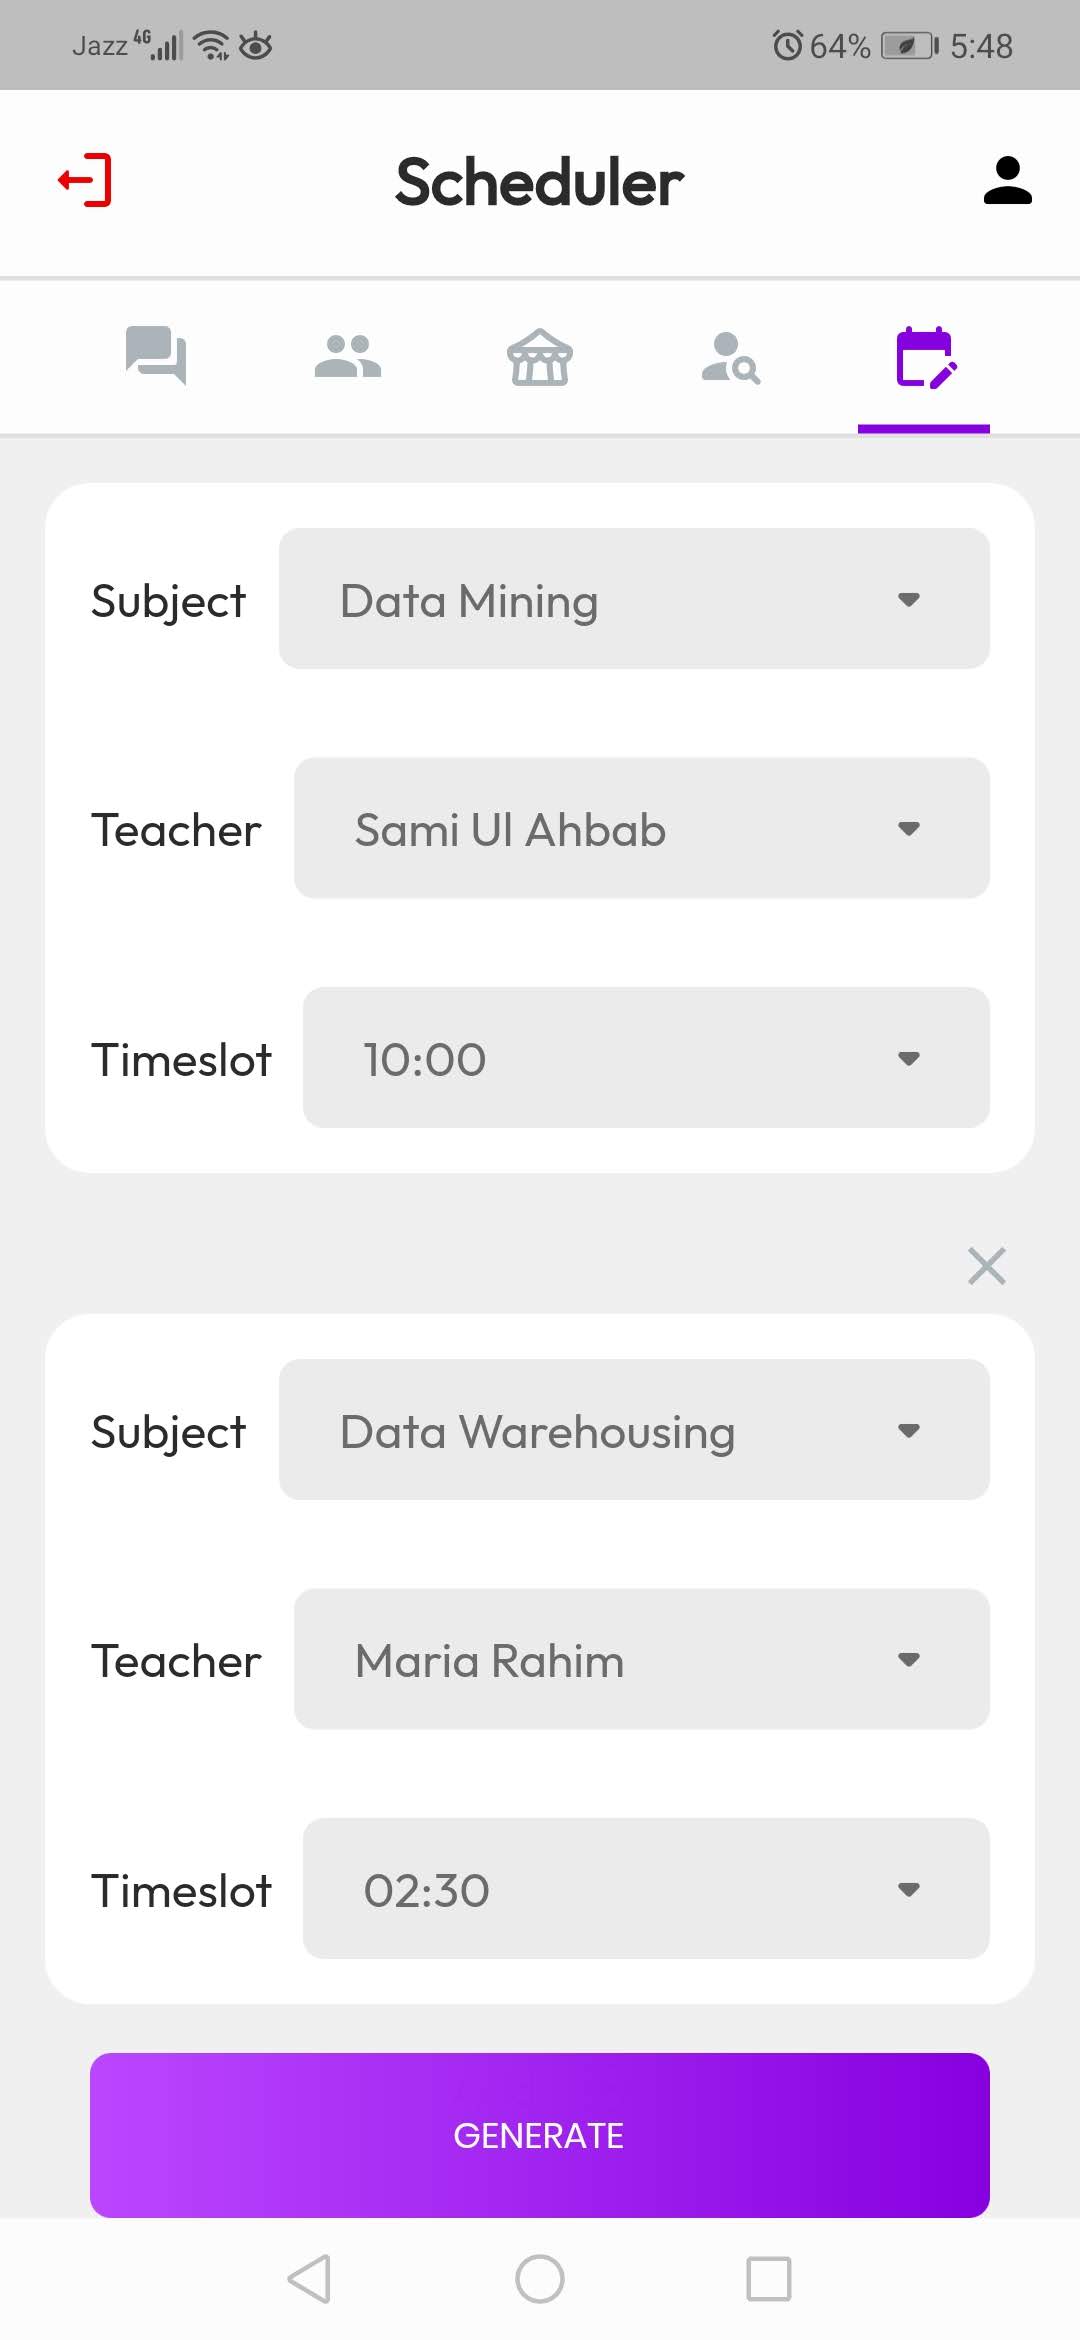 Jazz 4G 64% 5:48
Scheduler
Subject Data Mining
Teacher Sami Ul Ahbab
Timeslot 10:00
Subject Data Warehousing
Teacher Maria Rahim
Timeslot 02:30
GENERATE